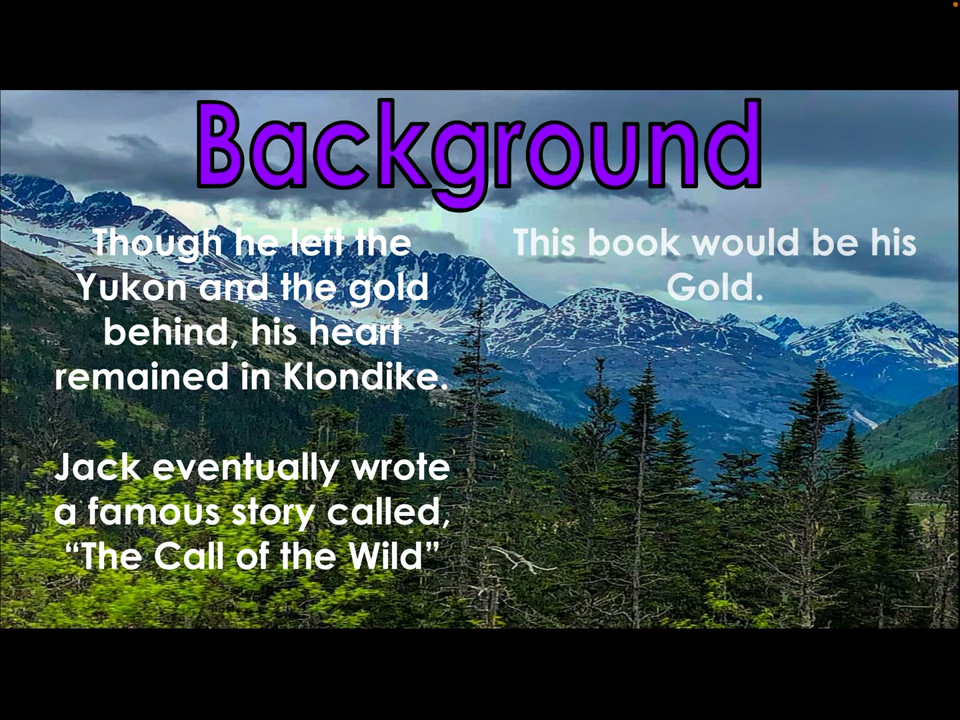 Background
Though he left the
Yukon and the gold
behind, his heart
remained in Klondike.
Jack eventually wrote
a famous story called,
“The Call of the Wild”
This book would be his
Gold.